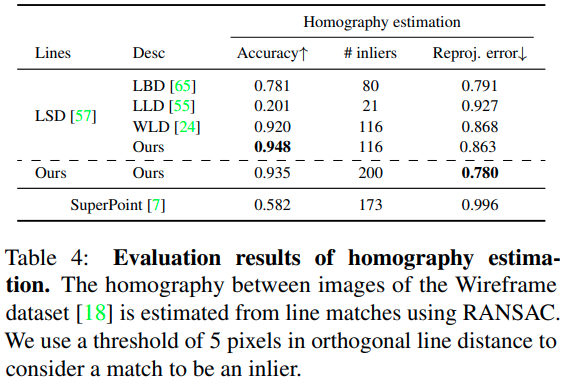 Homography estimation
Lines Desc Accuracy↑ # inliers Reproj. error↓
LSD [57]
LBD [65] 0.781 80 0.791
LLD [55] 0.201 21 0.927
WLD [24] 0.920 116 0.868
Ours 0.948 116 0.863
Ours Ours 0.935 200 0.780
SuperPoint [7] 0.582 173 0.996
Table 4: Evaluation results of homography estima-
tion. The homography between images of the Wireframe
dataset [18] is estimated from line matches using RANSAC.
We use a threshold of 5 pixels in orthogonal line distance to
consider a match to be an inlier.